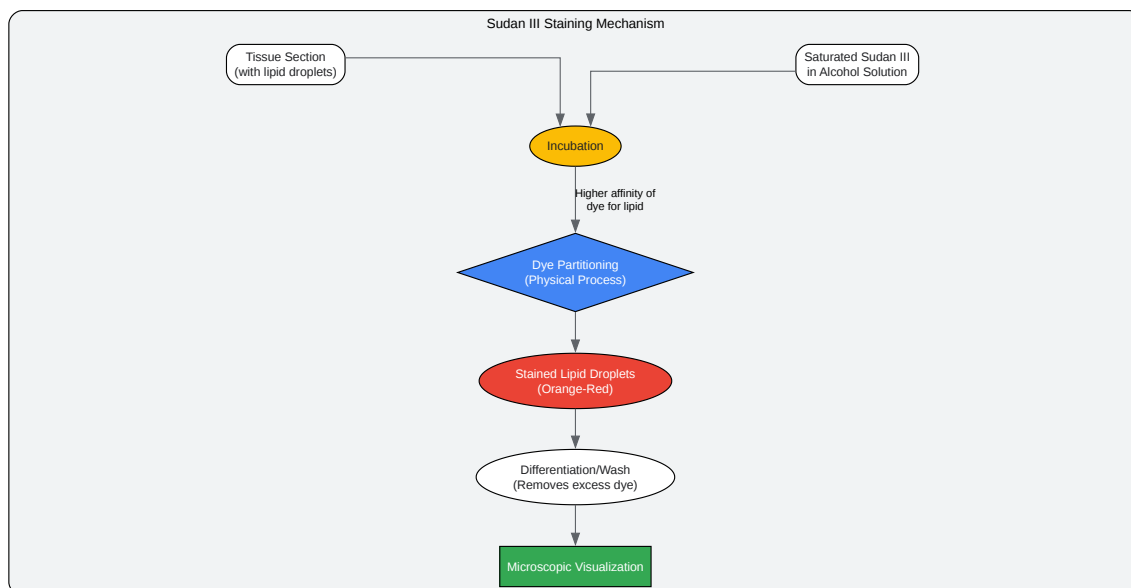 Sudan III Staining Mechanism
Tissue Section
(with lipid droplets)
Saturated Sudan III
in Alcohol Solution
Incubation
Higher affinity of
dye for lipid
Dye Partitioning
(Physical Process)
Stained Lipid Droplets
(Orange-Red)
Differentiation/Wash
(Removes excess dye)
Microscopic Visualization